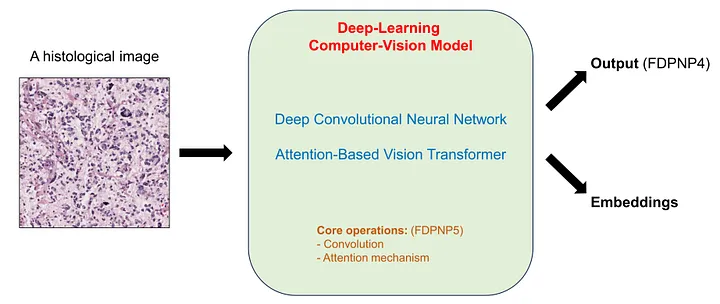 A histological image
Deep-Learning
Computer-Vision Model
Deep Convolutional Neural Network
Attention-Based Vision Transformer
Core operations: (FDPNP5)
- Convolution
- Attention mechanism
Output (FDPNP4)
Embeddings